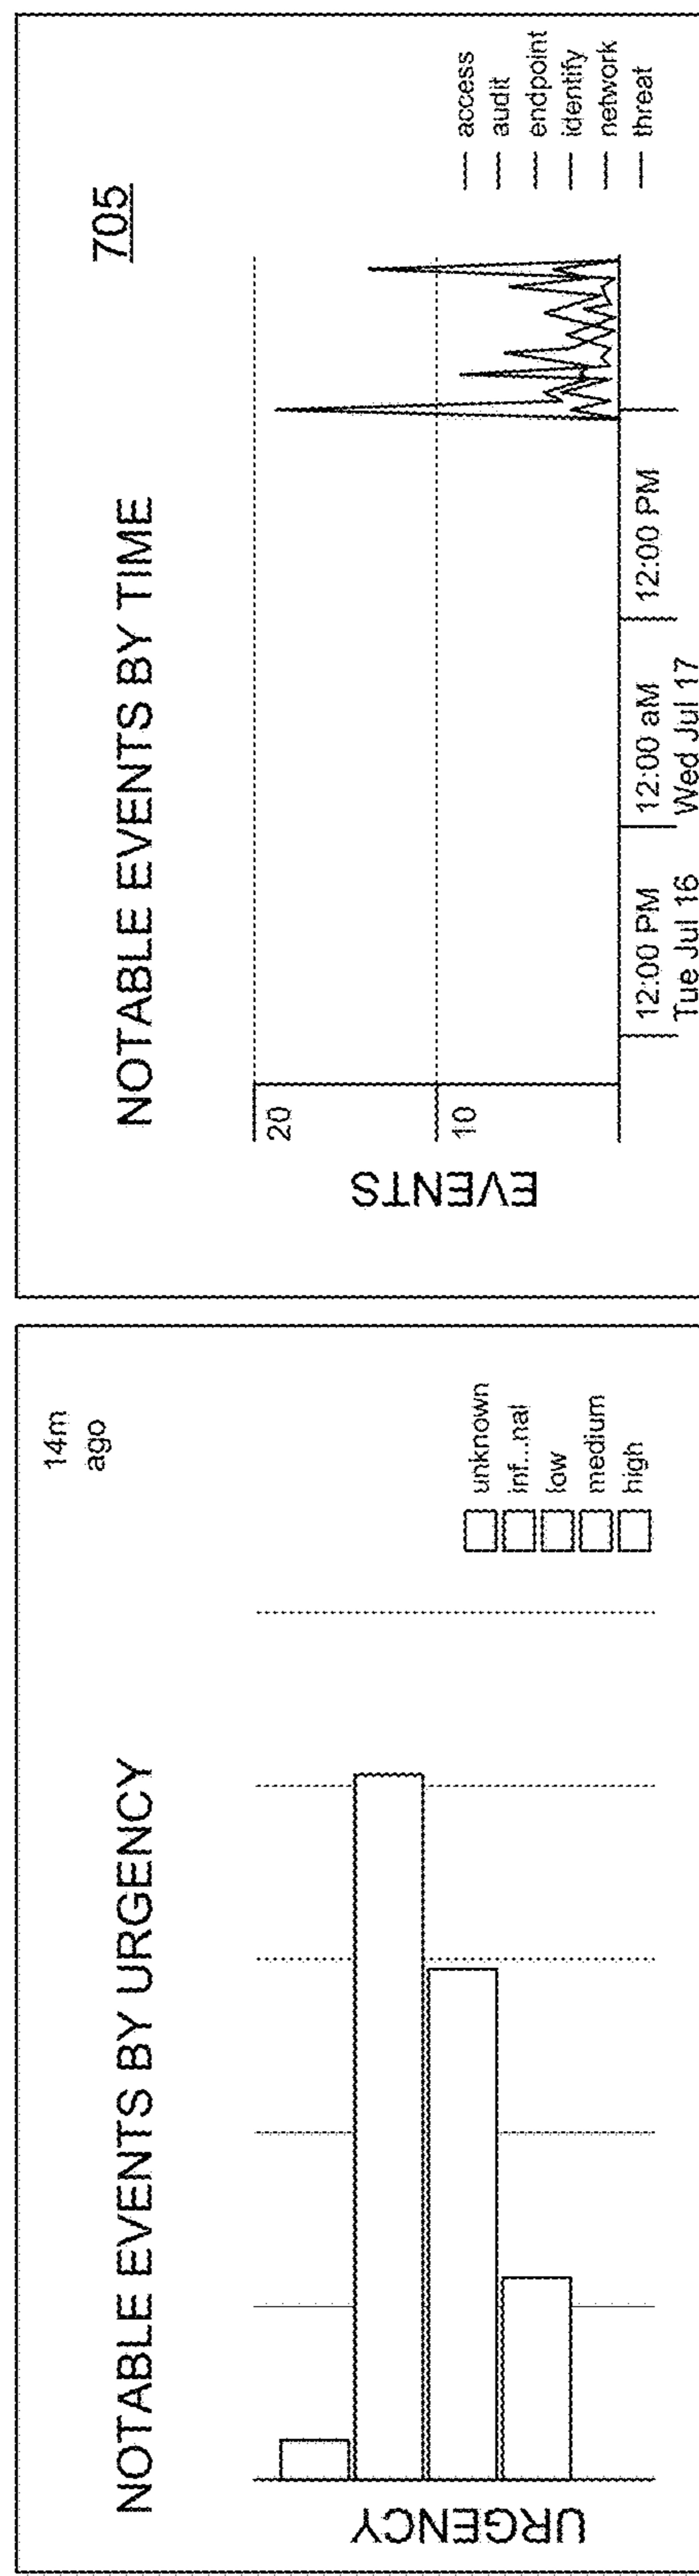 NOTABLE EVENTS BY URGENCY
14m
ago
URGENCY
unknown
inf...nal
low
medium
high
NOTABLE EVENTS BY TIME
705
EVENTS
20
10
12:00 PM
Tue Jul 16
12:00 aM
Wed Jul 17
12:00 PM
access
audit
endpoint
identify
network
threat